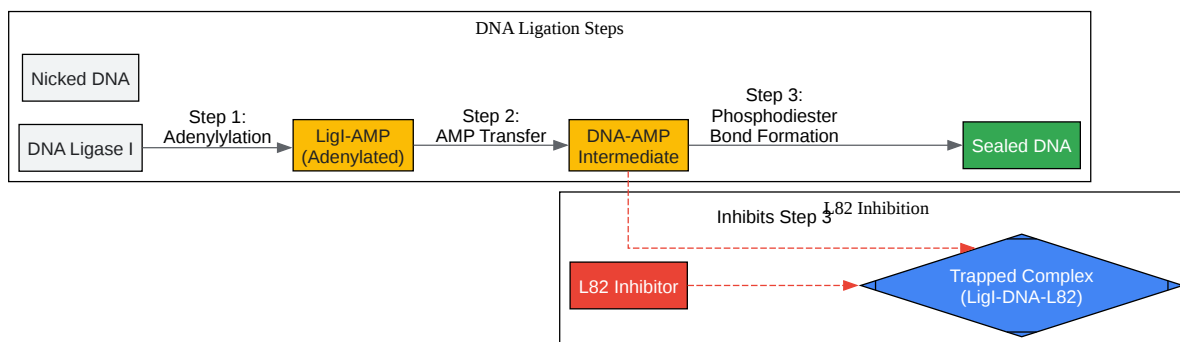 DNA Ligation Steps
Nicked DNA
DNA Ligase I
Step 1:
Adenylylation
LigI-AMP
(Adenylated)
Step 2:
AMP Transfer
DNA-AMP
Intermediate
Step 3:
Phosphodiester
Bond Formation
Sealed DNA
L82 Inhibition
Inhibits Step 3
L82 Inhibitor
Trapped Complex
(LigI-DNA-L82)